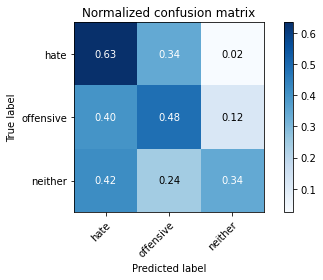 Normalized confusion matrix
True label
hate 0.63 0.34 0.02
offensive 0.40 0.48 0.12
neither 0.42 0.24 0.34
hate offensive neither
Predicted label
0.6
0.5
0.4
0.3
0.2
0.1